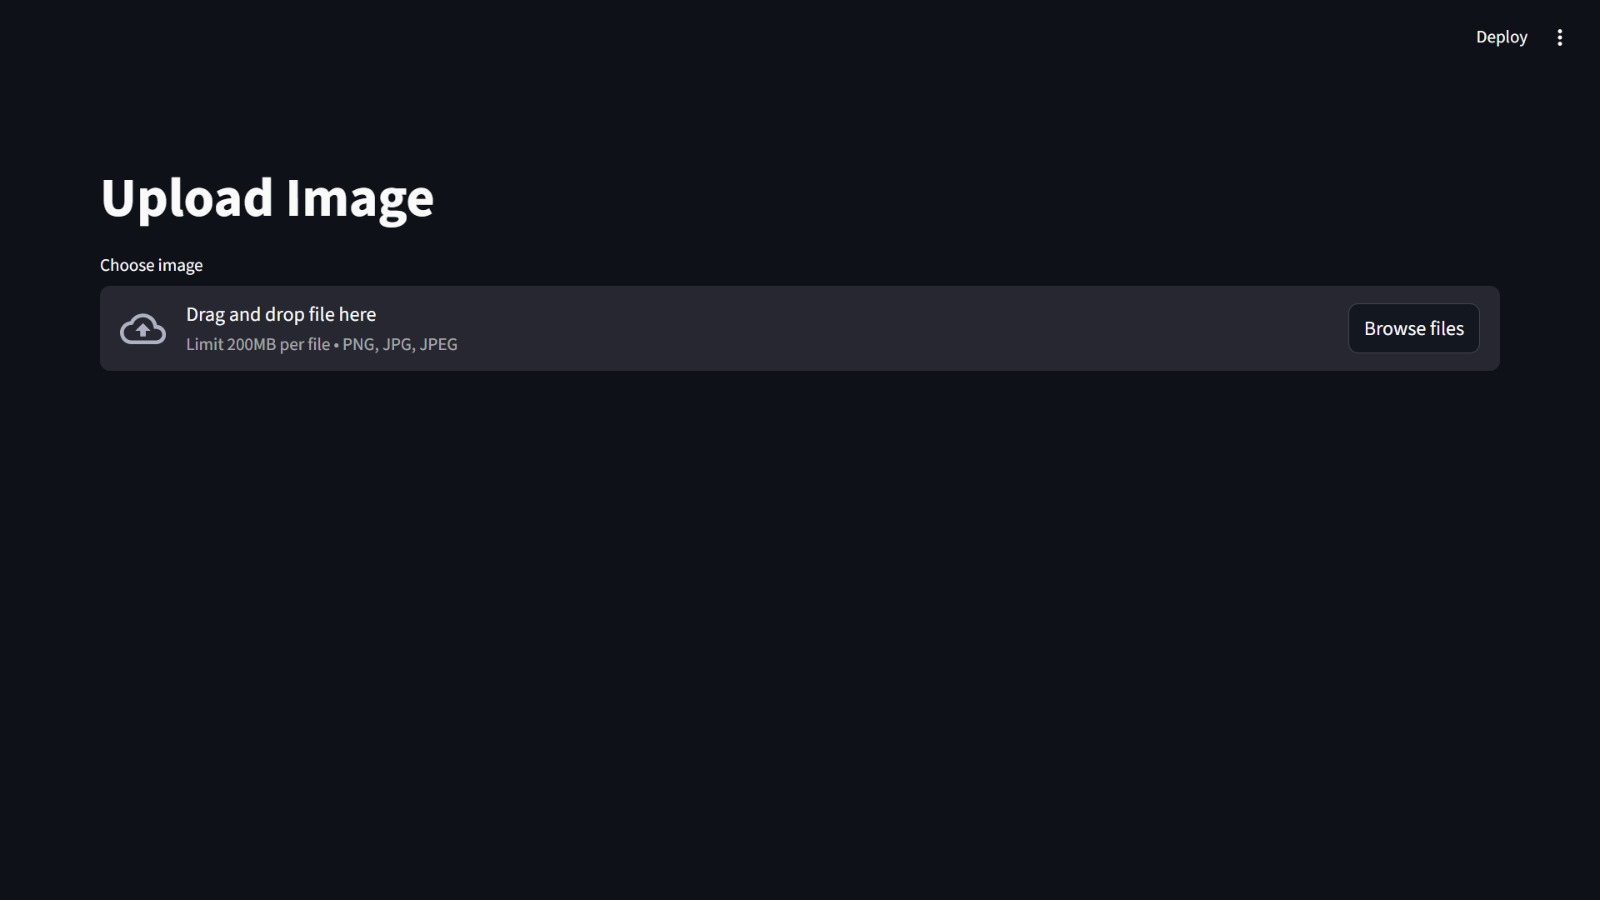 Deploy
Upload Image
Choose image
Drag and drop file here
Limit 200MB per file • PNG, JPG, JPEG
Browse files